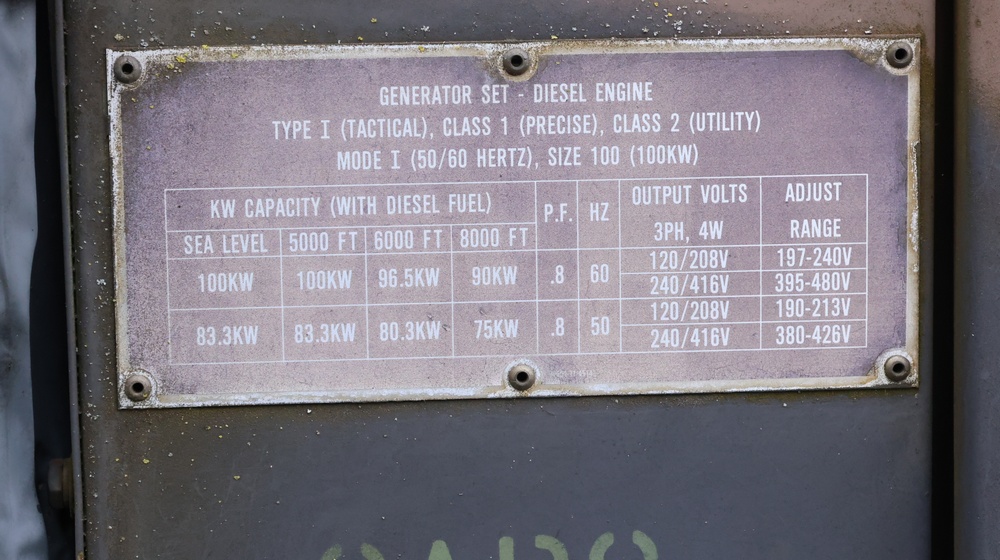 GENERATOR SET - DIESEL ENGINE
TYPE I (TACTICAL), CLASS 1 (PRECISE), CLASS 2 (UTILITY)
MODE I (50/60 HERTZ), SIZE 100 (100KW)
KW CAPACITY (WITH DIESEL FUEL) P.F. HZ OUTPUT VOLTS ADJUST
3PH, 4W RANGE
SEA LEVEL 5000 FT 6000 FT 8000 FT
100KW 100KW 96.5KW 90KW .8 60 120/208V 197-240V
240/416V 395-480V
83.3KW 83.3KW 80.3KW 75KW .8 50 120/208V 190-213V
240/416V 380-426V